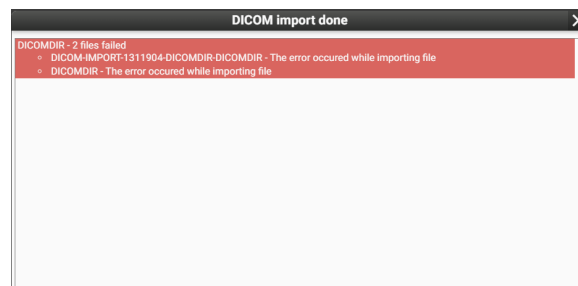 DICOM import done
DICOMDIR - 2 files failed
DICOM-IMPORT-1311904-DICOMDIR-DICOMDIR - The error occured while importing file
DICOMDIR - The error occured while importing file